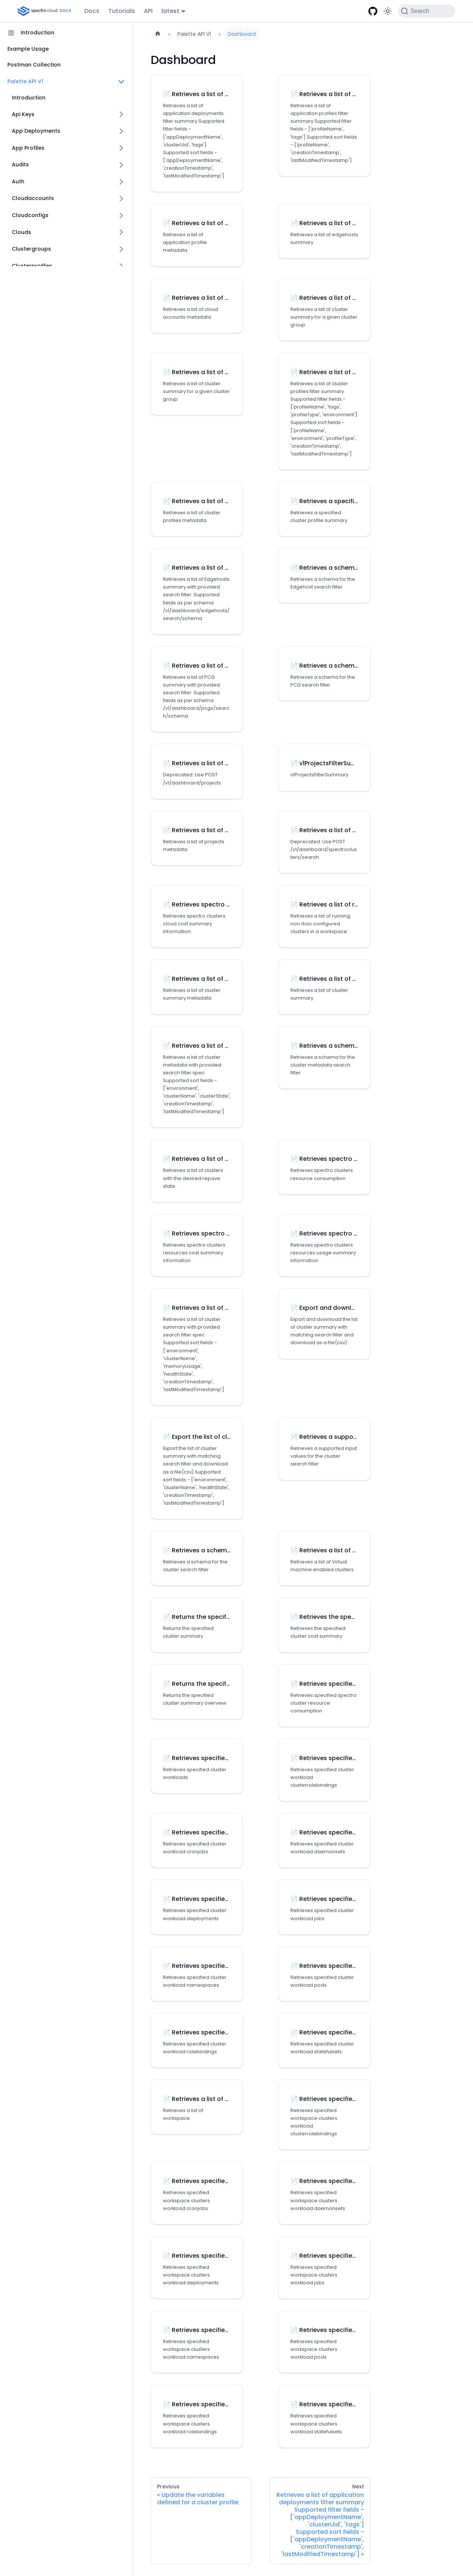 spectro cloud DOCS
Docs
Tutorials
API
latest
Search
Introduction
Example Usage
Postman Collection
Palette API V1
Introduction
Api Keys
App Deployments
App Profiles
Audits
Auth
Cloudaccounts
Cloudconfigs
Clouds
Clustergroups
Clusterprofiles
Palette API V1
Dashboard
Dashboard
Retrieves a list of ...
Retrieves a list of
application deployments
filter summary Supported
filter fields -
['appDeploymentName',
'clusterUid', 'tags']
Supported sort fields -
['appDeploymentName',
'creationTimestamp',
'lastModifiedTimestamp']
Retrieves a list of ...
Retrieves a list of
application profiles filter
summary Supported filter
fields - ['profileName',
'tags'] Supported sort fields
- ['profileName',
'creationTimestamp',
'lastModifiedTimestamp']
Retrieves a list of ...
Retrieves a list of
application profile
metadata
Retrieves a list of ...
Retrieves a list of edgehosts
summary
Retrieves a list of ...
Retrieves a list of cloud
accounts metadata
Retrieves a list of ...
Retrieves a list of cluster
summary for a given cluster
group
Retrieves a list of ...
Retrieves a list of cluster
summary for a given cluster
group
Retrieves a list of ...
Retrieves a list of cluster
profiles filter summary
Supported filter fields -
['profileName', 'tags',
'profileType', 'environment']
Supported sort fields -
['profileName',
'environment', 'profileType',
'creationTimestamp',
'lastModifiedTimestamp']
Retrieves a list of ...
Retrieves a list of cluster
profiles metadata
Retrieves a specifi...
Retrieves a specified
cluster profile summary
Retrieves a list of ...
Retrieves a list of Edgehosts
summary with provided
search filter. Supported
fields as per schema
/v1/dashboard/edgehosts/
search/schema
Retrieves a schem...
Retrieves a schema for the
Edgehost search filter
Retrieves a list of ...
Retrieves a list of PCG
summary with provided
search filter. Supported
fields as per schema
/v1/dashboard/pcgs/searc
h/schema
Retrieves a schem...
Retrieves a schema for the
PCG search filter
Retrieves a list of ...
Deprecated. Use POST
/v1/dashboard/projects
v1ProjectsFilterSu...
v1ProjectsFilterSummary
Retrieves a list of ...
Retrieves a list of projects
metadata
Retrieves a list of ...
Deprecated. Use POST
/v1/dashboard/spectroclus
ters/search
Retrieves spectro ...
Retrieves spectro clusters
cloud cost summary
information
Retrieves a list of r...
Retrieves a list of running,
non rbac configured
clusters in a workspace
Retrieves a list of ...
Retrieves a list of cluster
summary metadata
Retrieves a list of ...
Retrieves a list of cluster
summary
Retrieves a list of ...
Retrieves a list of cluster
metadata with provided
search filter spec
Supported sort fields -
['environment',
'clusterName', 'clusterState',
'creationTimestamp',
'lastModifiedTimestamp']
Retrieves a schem...
Retrieves a schema for the
cluster metadata search
filter
Retrieves a list of ...
Retrieves a list of clusters
with the desired repave
state
Retrieves spectro ...
Retrieves spectro clusters
resource consumption
Retrieves spectro ...
Retrieves spectro clusters
resources cost summary
information
Retrieves spectro ...
Retrieves spectro clusters
resources usage summary
information
Retrieves a list of ...
Retrieves a list of cluster
summary with provided
search filter spec
Supported sort fields -
['environment',
'clusterName',
'memoryUsage',
'healthState',
'creationTimestamp',
'lastModifiedTimestamp']
Export and downl...
Export and download the list
of cluster summary with
matching search filter and
download as a file(csv)
Export the list of cl...
Export the list of cluster
summary with matching
search filter and download
as a file(csv) Supported
sort fields - ['environment',
'clusterName', 'healthState',
'creationTimestamp',
'lastModifiedTimestamp']
Retrieves a suppo...
Retrieves a supported input
values for the cluster
search filter
Retrieves a schem...
Retrieves a schema for the
cluster search filter
Retrieves a list of ...
Retrieves a list of Virtual
machine enabled clusters
Returns the specif...
Returns the specified
cluster summary
Retrieves the spe...
Retrieves the specified
cluster cost summary
Returns the specif...
Returns the specified
cluster summary overview
Retrieves specifie...
Retrieves specified spectro
cluster resource
consumption
Retrieves specifie...
Retrieves specified cluster
workloads
Retrieves specifie...
Retrieves specified cluster
workload
clusterrolebindings
Retrieves specifie...
Retrieves specified cluster
workload cronjobs
Retrieves specifie...
Retrieves specified cluster
workload daemonsets
Retrieves specifie...
Retrieves specified cluster
workload deployments
Retrieves specifie...
Retrieves specified cluster
workload jobs
Retrieves specifie...
Retrieves specified cluster
workload namespaces
Retrieves specifie...
Retrieves specified cluster
workload pods
Retrieves specifie...
Retrieves specified cluster
workload rolebindings
Retrieves specifie...
Retrieves specified cluster
workload statefulsets
Retrieves a list of ...
Retrieves a list of
workspace
Retrieves specifie...
Retrieves specified
workspace clusters
workload
clusterrolebindings
Retrieves specifie...
Retrieves specified
workspace clusters
workload cronjobs
Retrieves specifie...
Retrieves specified
workspace clusters
workload daemonsets
Retrieves specifie...
Retrieves specified
workspace clusters
workload deployments
Retrieves specifie...
Retrieves specified
workspace clusters
workload jobs
Retrieves specifie...
Retrieves specified
workspace clusters
workload namespaces
Retrieves specifie...
Retrieves specified
workspace clusters
workload pods
Retrieves specifie...
Retrieves specified
workspace clusters
workload rolebindings
Retrieves specifie...
Retrieves specified
workspace clusters
workload statefulsets
Previous
« Update the variables
defined for a cluster profile
Next
Retrieves a list of application
deployments filter summary
Supported filter fields -
['appDeploymentName',
'clusterUid', 'tags']
Supported sort fields -
['appDeploymentName',
'creationTimestamp',
'lastModifiedTimestamp'] »